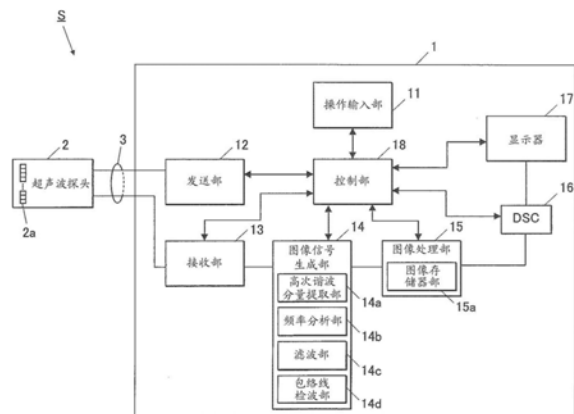 S
1
操作输入部
11
17
显示器
2
3
超声波探头
2a
12
发送部
18
控制部
16
DSC
13
接收部
14
图像信号
生成部
高次谐波
分量提取部
14a
频率分析部
14b
滤波部
14c
包络线
检波部
14d
15
图像处理部
图像存
储器部
15a